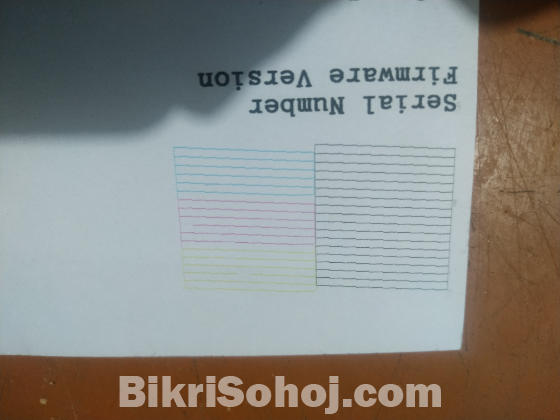 Serial Number
Firmware Version
BikriSohoj.com